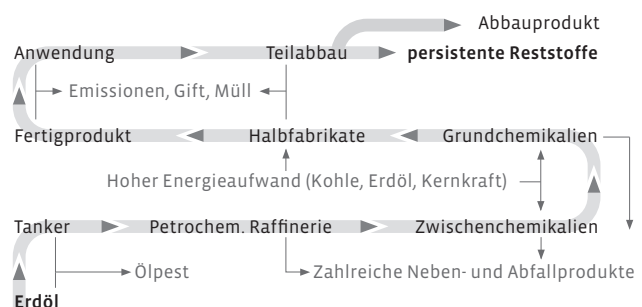 Abbauprodukt
Anwendung Teilabbau persistente Reststoffe
Emissionen, Gift, Müll
Fertigprodukt Halbfabrikate Grundchemikalien
Hoher Energieaufwand (Kohle, Erdöl, Kernkraft)
Tanker Petrochem. Raffinerie Zwischenchemikalien
Ölpest Zahlreiche Neben- und Abfallprodukte
Erdöl